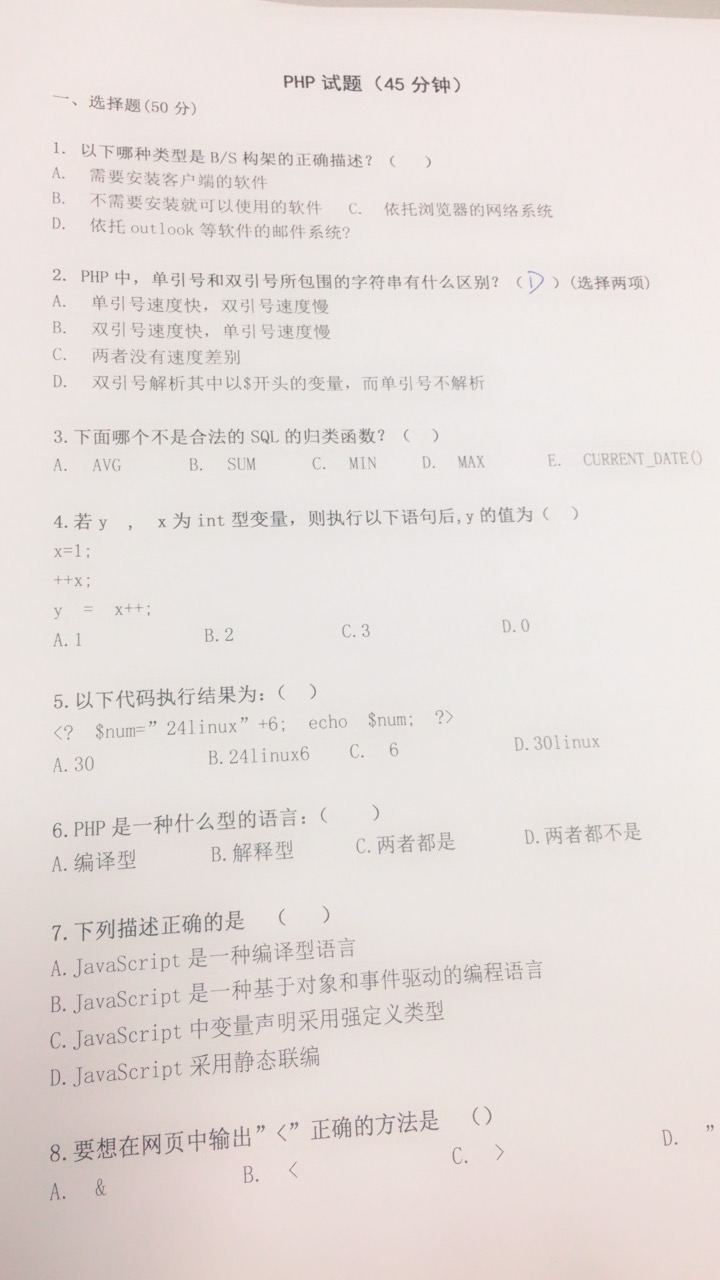 PHP 试题（45 分钟）
一、选择题(50 分)
1. 以下哪种类型是 B/S 构架的正确描述？（ ）
A. 需要安装客户端的软件
B. 不需要安装就可以使用的软件 C. 依托浏览器的网络系统
D. 依托 outlook 等软件的邮件系统?
2. PHP 中，单引号和双引号所包围的字符串有什么区别？（ D ）(选择两项)
A. 单引号速度快，双引号速度慢
B. 双引号速度快，单引号速度慢
C. 两者没有速度差别
D. 双引号解析其中以$开头的变量，而单引号不解析
3. 下面哪个不是合法的 SQL 的归类函数？（ ）
A. AVG B. SUM C. MIN D. MAX E. CURRENT_DATE()
4. 若 y ， x 为 int 型变量，则执行以下语句后,y 的值为（ ）
x=1;
++x;
y = x++;
A.1 B.2 C.3 D.0
5. 以下代码执行结果为:（ ）
<? $num=”24linux”+6; echo $num; ?>
A.30 B.24linux6 C. 6 D.30linux
6. PHP 是一种什么型的语言:（ ）
A.编译型 B.解释型 C.两者都是 D.两者都不是
7. 下列描述正确的是 （ ）
A.JavaScript 是一种编译型语言
B.JavaScript 是一种基于对象和事件驱动的编程语言
C.JavaScript 中变量声明采用强定义类型
D.JavaScript 采用静态联编
8. 要想在网页中输出”<”正确的方法是 （）
A. & B. < C. > D. ”